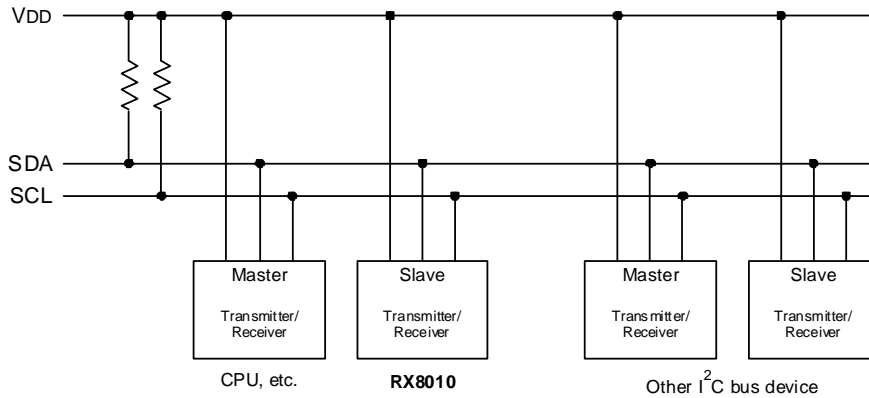 VDD
SDA
SCL
Master
Transmitter/
Receiver
Slave
Transmitter/
Receiver
Master
Transmitter/
Receiver
Slave
Transmitter/
Receiver
CPU, etc.
RX8010
Other I²C bus device